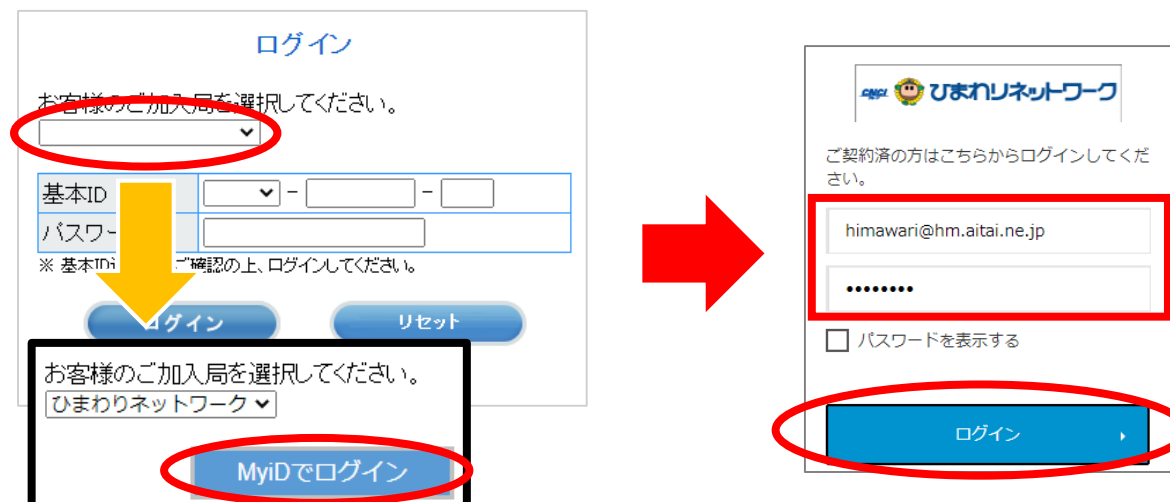 ログイン
お客様のご加入局を選択してください。
基本ID - -
パスワー
※ 基本ID ご確認の上、ログインしてください。
ログイン リセット
お客様のご加入局を選択してください。
ひまわりネットワーク
MyiDでログイン
ひまわりネットワーク
ご契約済の方はこちらからログインしてくだ
さい。
himawari@hm.aitai.ne.jp
••••••••
パスワードを表示する
ログイン